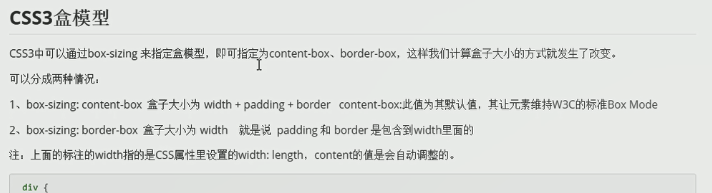 CSS3盒模型
CSS3中可以通过box-sizing 来指定盒模型，即可指定为content-box、border-box，这样我们计算盒子大小的方式就发生了改变。
可以分成两种情况：
1、box-sizing: content-box 盒子大小为 width + padding + border content-box:此值为其默认值，其让元素维持W3C的标准Box Mode
2、box-sizing: border-box 盒子大小为 width 就是说 padding 和 border 是包含到width里面的
注：上面的标注的width指的是CSS属性里设置的width: length，content的值是会自动调整的。
div {